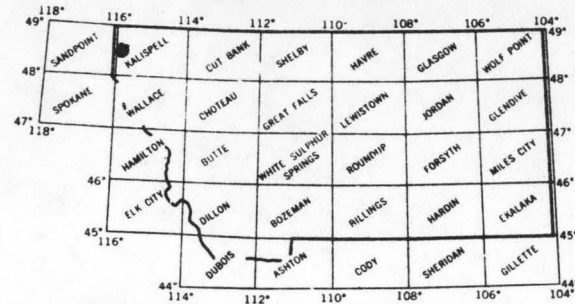 118°
116°
114°
112°
110°
108°
106°
104°
49°
49°
SANDPOINT
KALISPELL
CUT BANK
SHELBY
HAVRE
GLASGOW
WOLF POINT
48°
48°
SPOKANE
WALLACE
CHOTEAU
GREAT FALLS
LEWISTOWN
JORDAN
GLENDIVE
47°
118°
47°
HAMILTON
BUTTE
WHITE SULPHUR
SPRINGS
ROUNDUP
FORSYTH
MILES CITY
46°
46°
ELK CITY
DILLON
BOZEMAN
RILLINGS
HARDIN
EKALAKA
45°
116°
45°
DUBOIS
ASHTON
CODY
SHERIDAN
GILLETTE
44°
44°
114°
112°
110°
108°
106°
104°